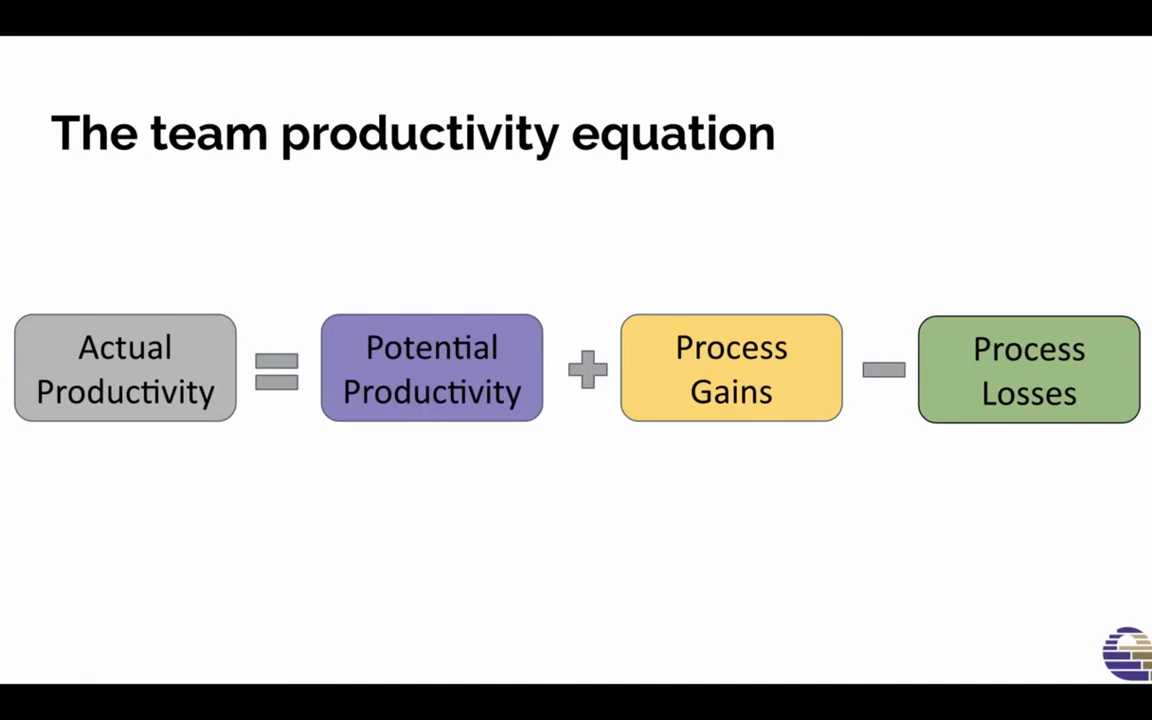 The team productivity equation
Actual
Productivity
=
Potential
Productivity
+
Process
Gains
-
Process
Losses